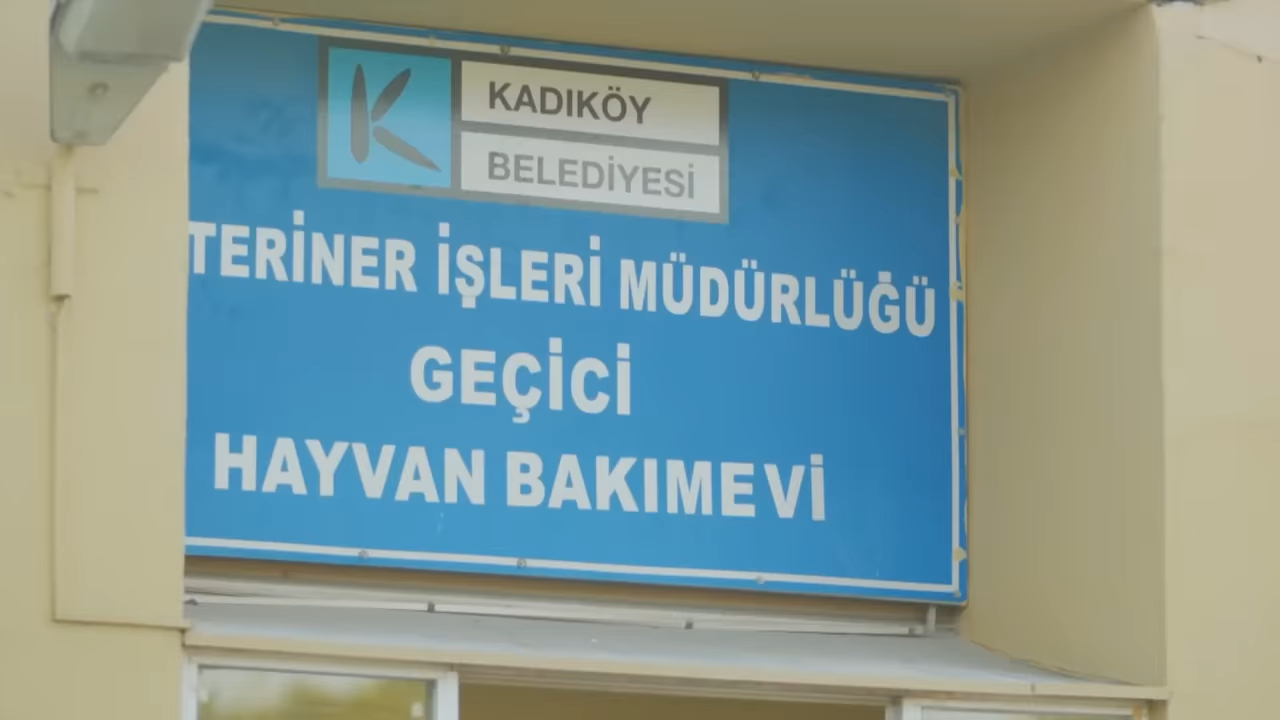 KADIKÖY
BELEDİYESİ
TERİNER İŞLERİ MÜDÜRLÜĞÜ
GEÇİCİ
HAYVAN BAKIMEVİ